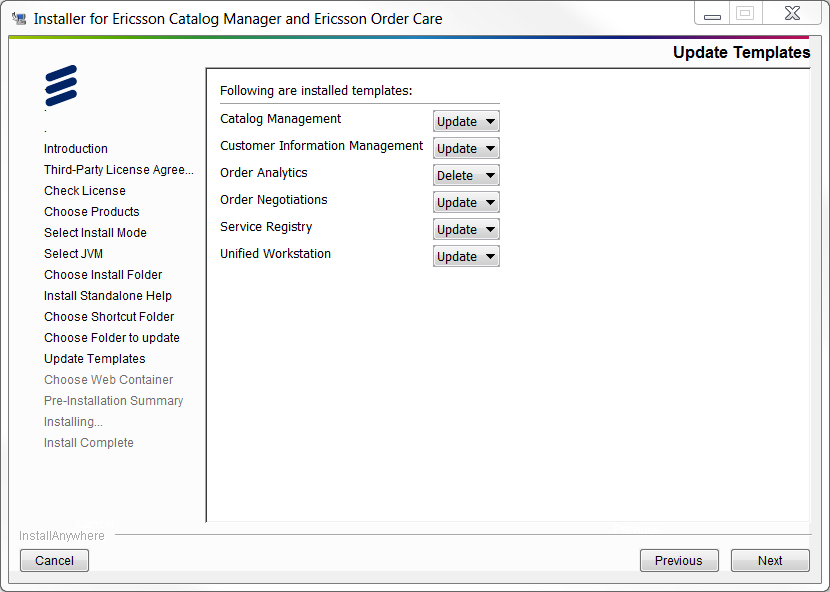 Installer for Ericsson Catalog Manager and Ericsson Order Care
Update Templates
Introduction
Third-Party License Agree...
Check License
Choose Products
Select Install Mode
Select JVM
Choose Install Folder
Install Standalone Help
Choose Shortcut Folder
Choose Folder to update
Update Templates
Choose Web Container
Pre-Installation Summary
Installing...
Install Complete
Following are installed templates:
Catalog Management Update
Customer Information Management Update
Order Analytics Delete
Order Negotiations Update
Service Registry Update
Unified Workstation Update
InstallAnywhere
Cancel Previous Next